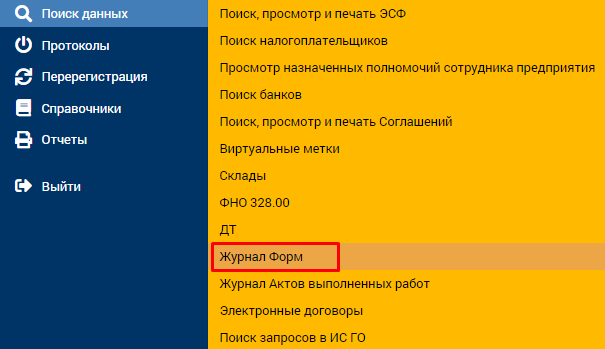 Поиск данных
Протоколы
Перерегистрация
Справочники
Отчеты
Выйти
Поиск, просмотр и печать ЭСФ
Поиск налогоплательщиков
Просмотр назначенных полномочий сотрудника предприятия
Поиск банков
Поиск, просмотр и печать Соглашений
Виртуальные метки
Склады
ФНО 328.00
ДТ
Журнал Форм
Журнал Актов выполненных работ
Электронные договоры
Поиск запросов в ИС ГО